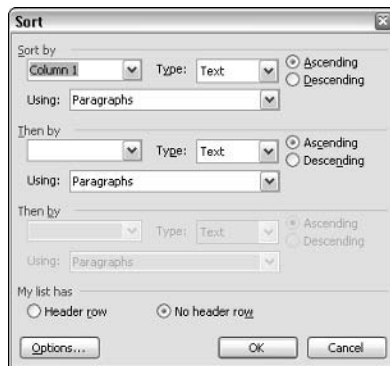 Sort
Sort by
Column 1 Type: Text Ascending
Descending
Using: Paragraphs
Then by
Type: Text Ascending
Descending
Using: Paragraphs
Then by
Type: Text Ascending
Descending
Using: Paragraphs
My list has
Header row No header row
Options... OK Cancel